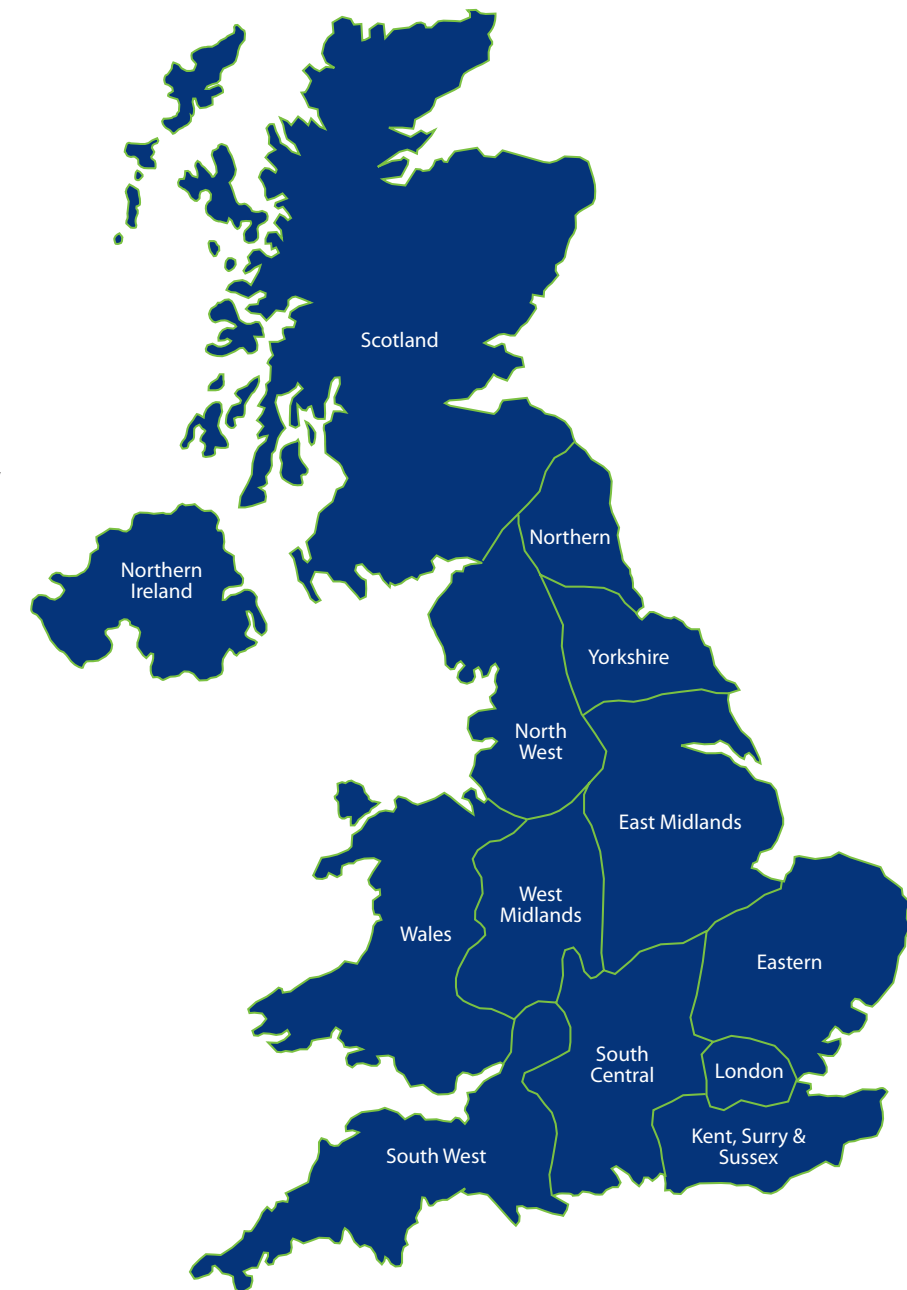 Scotland
Northern
Northern
Ireland
Yorkshire
North
West
East Midlands
West
Midlands
Wales
Eastern
South
Central
London
Kent, Surry &
Sussex
South West